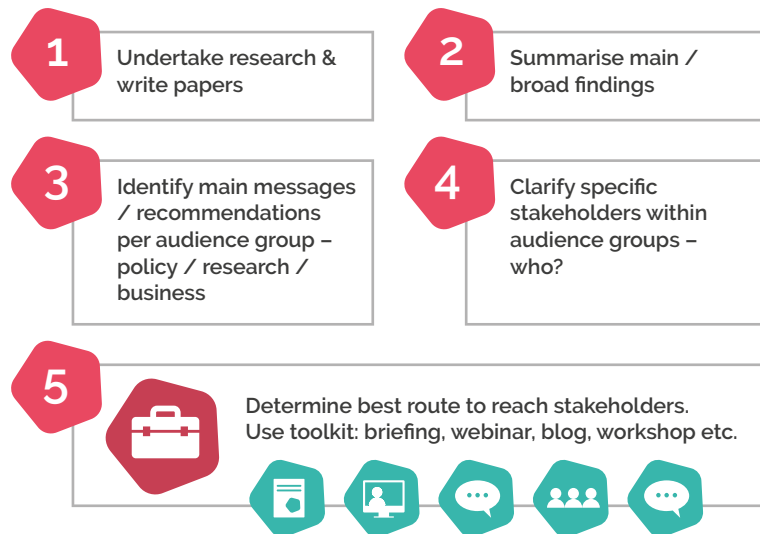 1
Undertake research &
write papers
2
Summarise main /
broad findings
3
Identify main messages
/ recommendations
per audience group –
policy / research /
business
4
Clarify specific
stakeholders within
audience groups –
who?
5
Determine best route to reach stakeholders.
Use toolkit: briefing, webinar, blog, workshop etc.